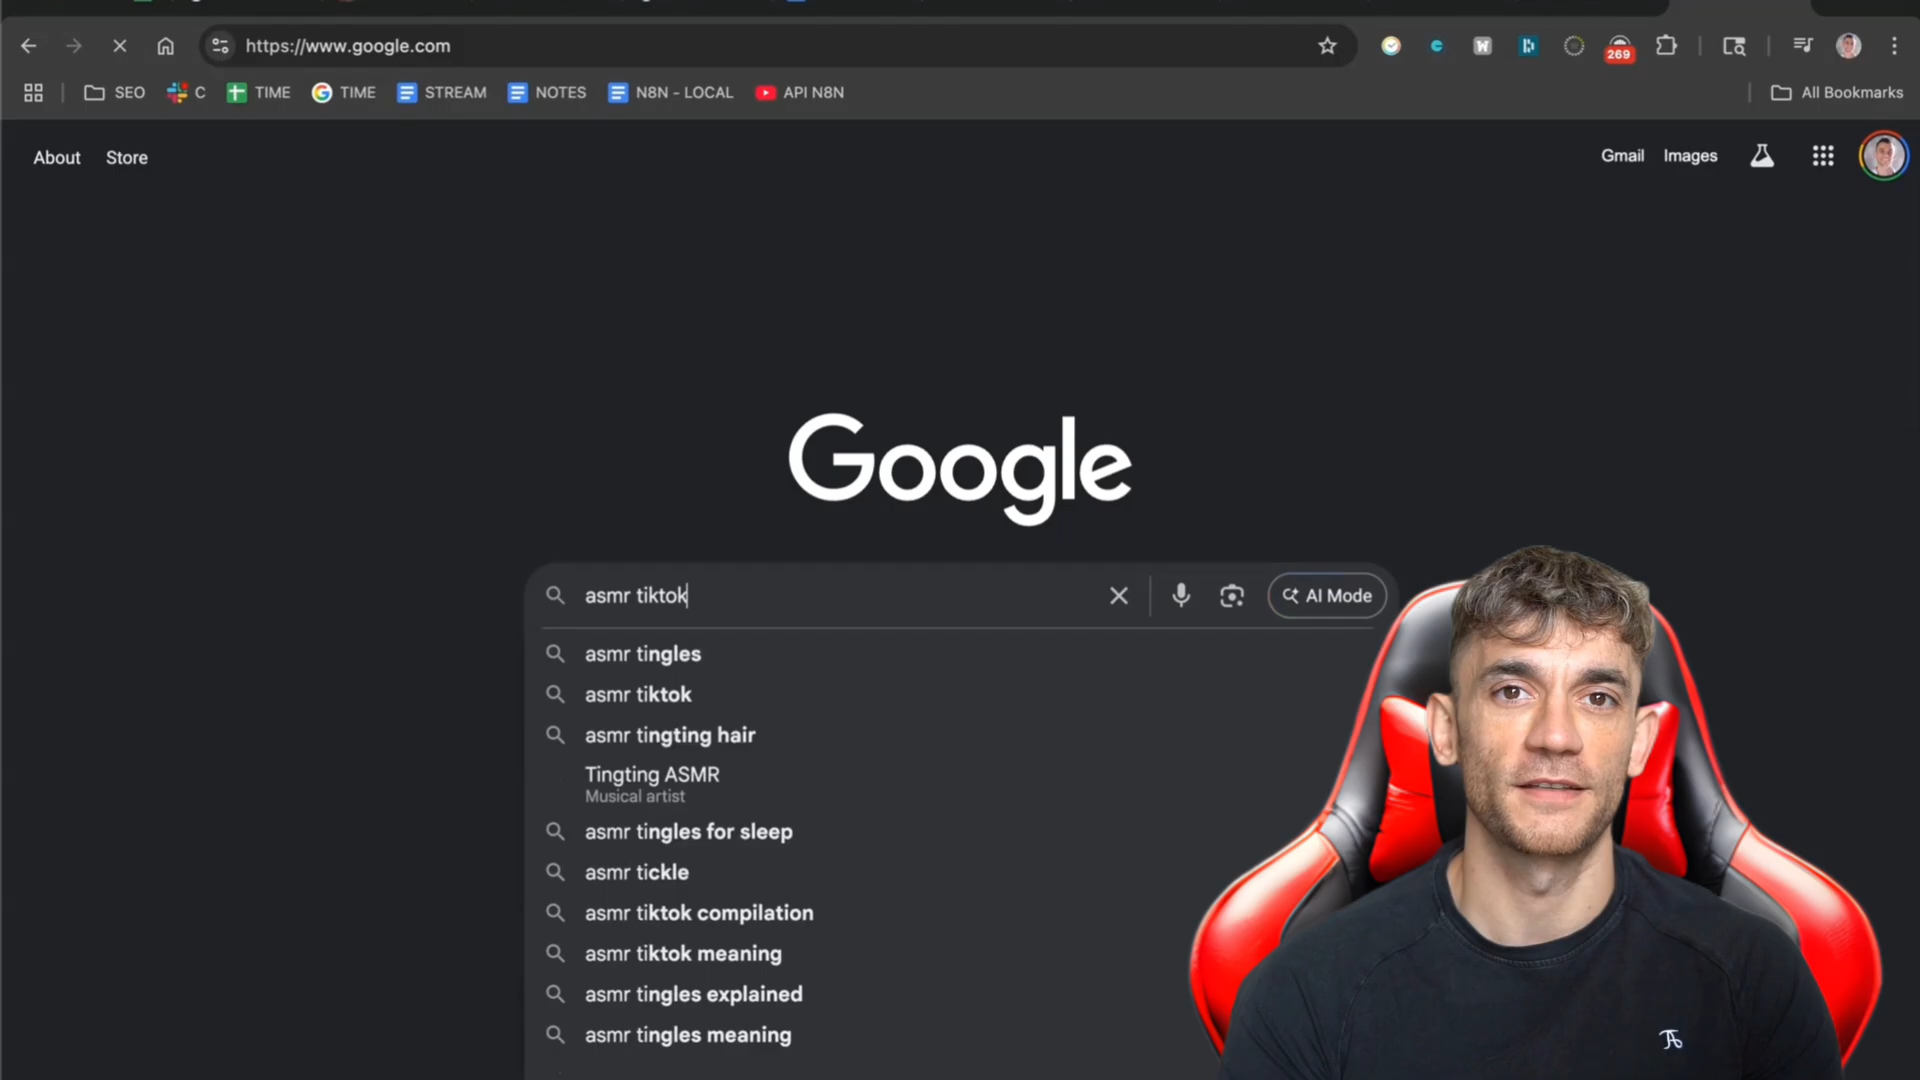 https://www.google.com
269
SEO C TIME TIME STREAM NOTES N8N - LOCAL API N8N All Bookmarks
About Store Gmail Images
Google
asmr tiktok AI Mode
asmr tingles
asmr tiktok
asmr tingting hair
Tingting ASMR
Musical artist
asmr tingles for sleep
asmr tickle
asmr tiktok compilation
asmr tiktok meaning
asmr tingles explained
asmr tingles meaning